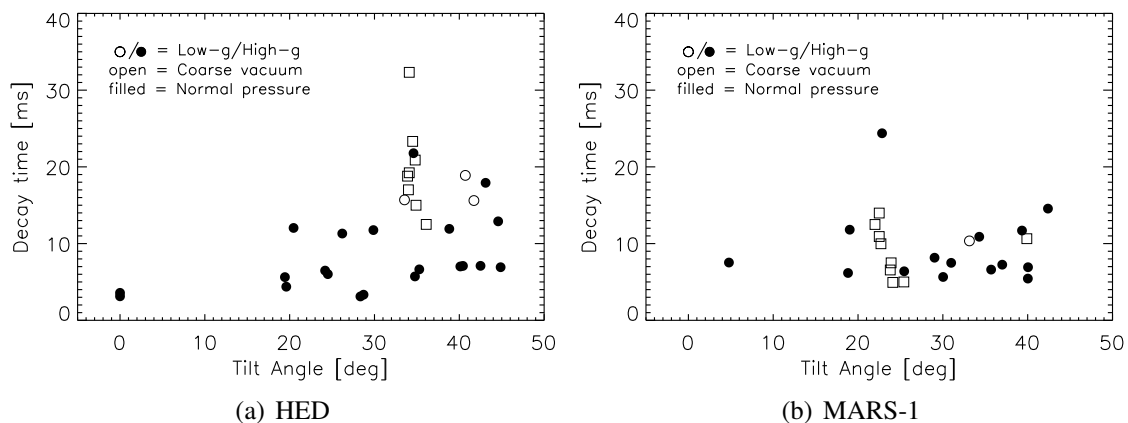 40
30
20
10
0
Decay time [ms]
○/● = Low-g/High-g
open = Coarse vacuum
filled = Normal pressure
0 10 20 30 40 50
Tilt Angle [deg]
(a) HED
40
30
20
10
0
Decay time [ms]
○/● = Low-g/High-g
open = Coarse vacuum
filled = Normal pressure
0 10 20 30 40 50
Tilt Angle [deg]
(b) MARS-1